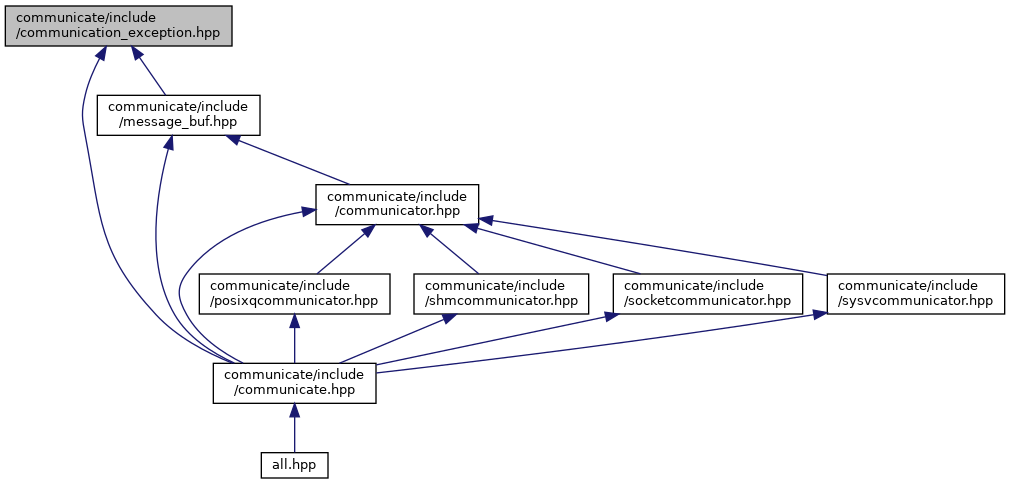 communicate/include
/communication_exception.hpp
communicate/include
/message_buf.hpp
communicate/include
/communicator.hpp
communicate/include
/posixqcommunicator.hpp
communicate/include
/shmcommunicator.hpp
communicate/include
/socketcommunicator.hpp
communicate/include
/sysvcommunicator.hpp
communicate/include
/communicate.hpp
all.hpp